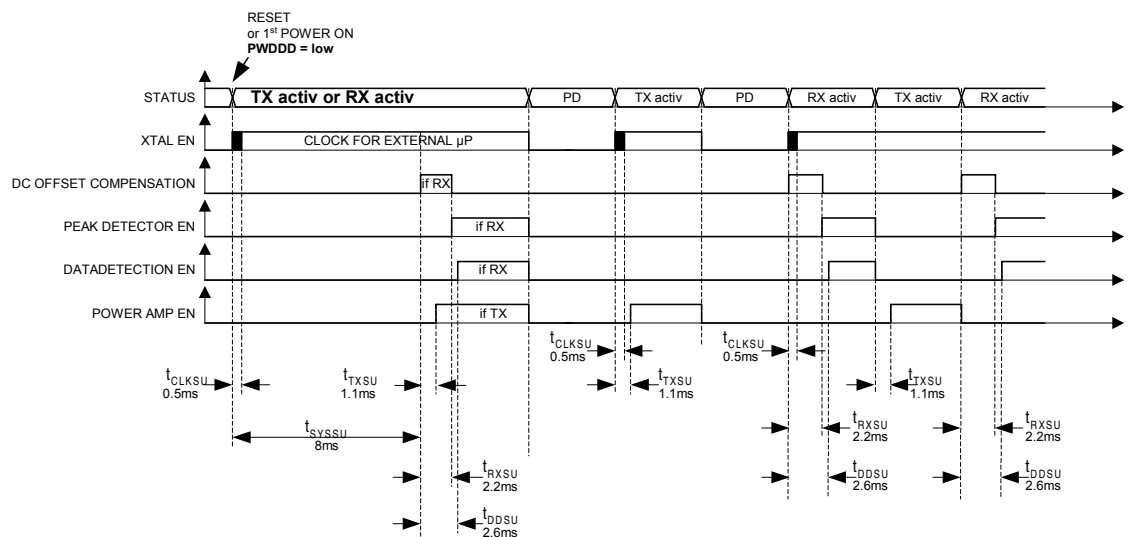 RESET
or 1st POWER ON
PWDDD = low
STATUS
TX activ or RX activ
PD
TX activ
PD
RX activ
TX activ
RX activ
XTAL EN
CLOCK FOR EXTERNAL µP
DC OFFSET COMPENSATION
if RX
PEAK DETECTOR EN
if RX
DATADETECTION EN
if RX
POWER AMP EN
if TX
tCLKSU
0.5ms
tCLKSU
0.5ms
tCLKSU
0.5ms
tTXSU
1.1ms
tTXSU
1.1ms
tTXSU
1.1ms
tSYSSU
8ms
tRXSU
2.2ms
tRXSU
2.2ms
tRXSU
2.2ms
tDDSU
2.6ms
tDDSU
2.6ms
tDDSU
2.6ms